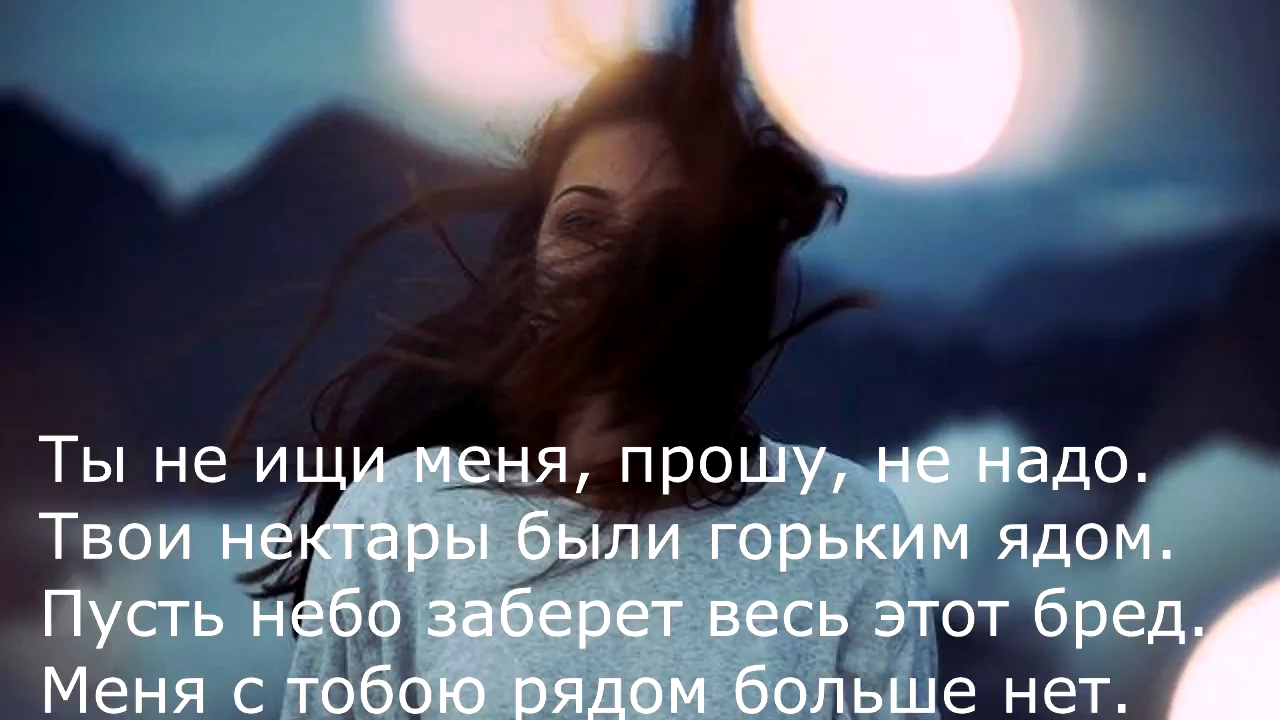 Ты не ищи меня, прошу, не надо.
Твои нектары были горьким ядом.
Пусть небо заберет весь этот бред.
Меня с тобою рядом больше нет.